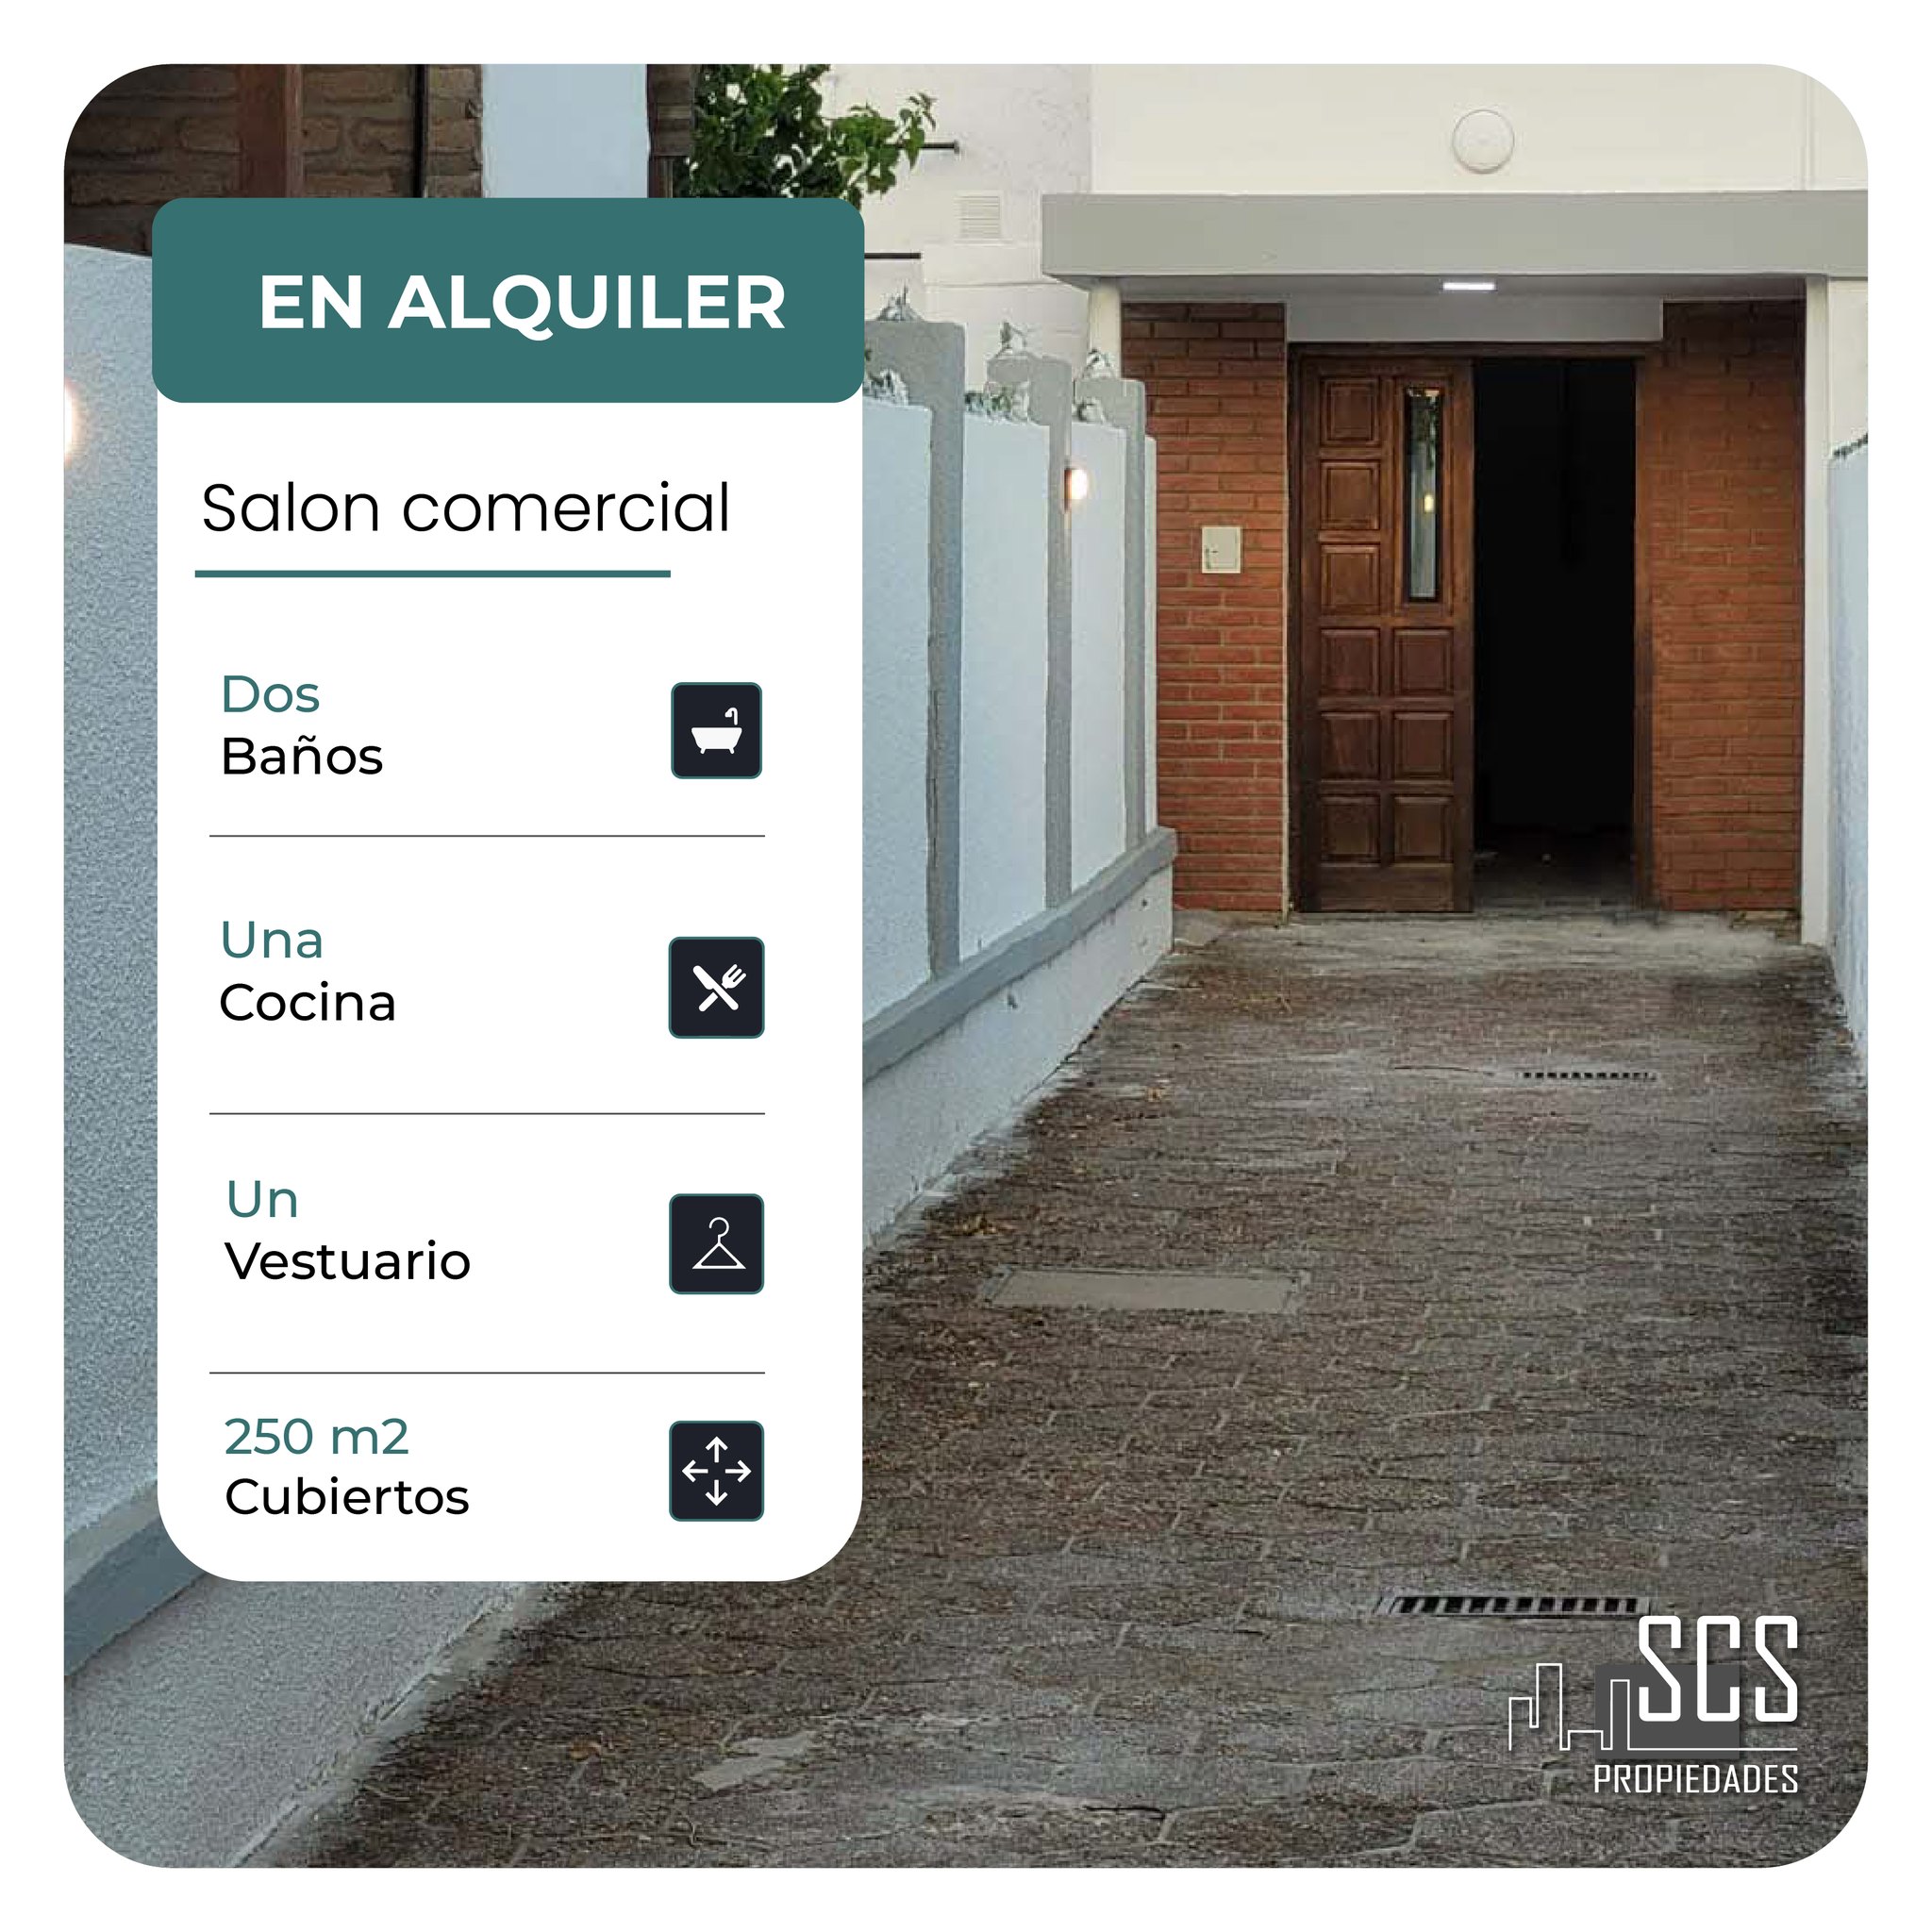 EN ALQUILER
Salon comercial
Dos
Baños
Una
Cocina
Un
Vestuario
250 m2
Cubiertos
SCS
PROPIEDADES